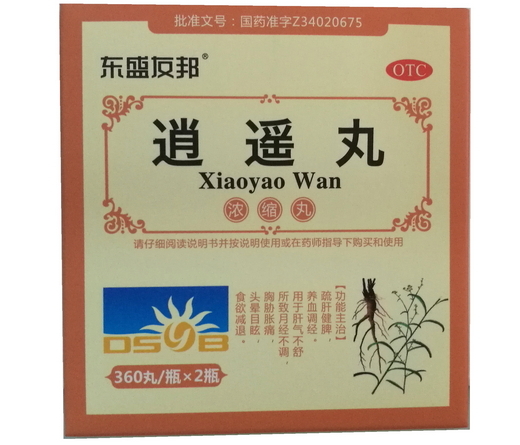 批准文号：国药准字Z34020675
东盛友邦®
OTC
逍遥丸
Xiaoyao Wan
浓缩丸
请仔细阅读说明书并按说明使用或在药师指导下购买和使用
【功能主治】
疏肝健脾，
养血调经。
用于肝气不舒
所致月经不调，
胸胁胀痛，
头晕目眩，
食欲减退。
DSYB
360丸/瓶×2瓶